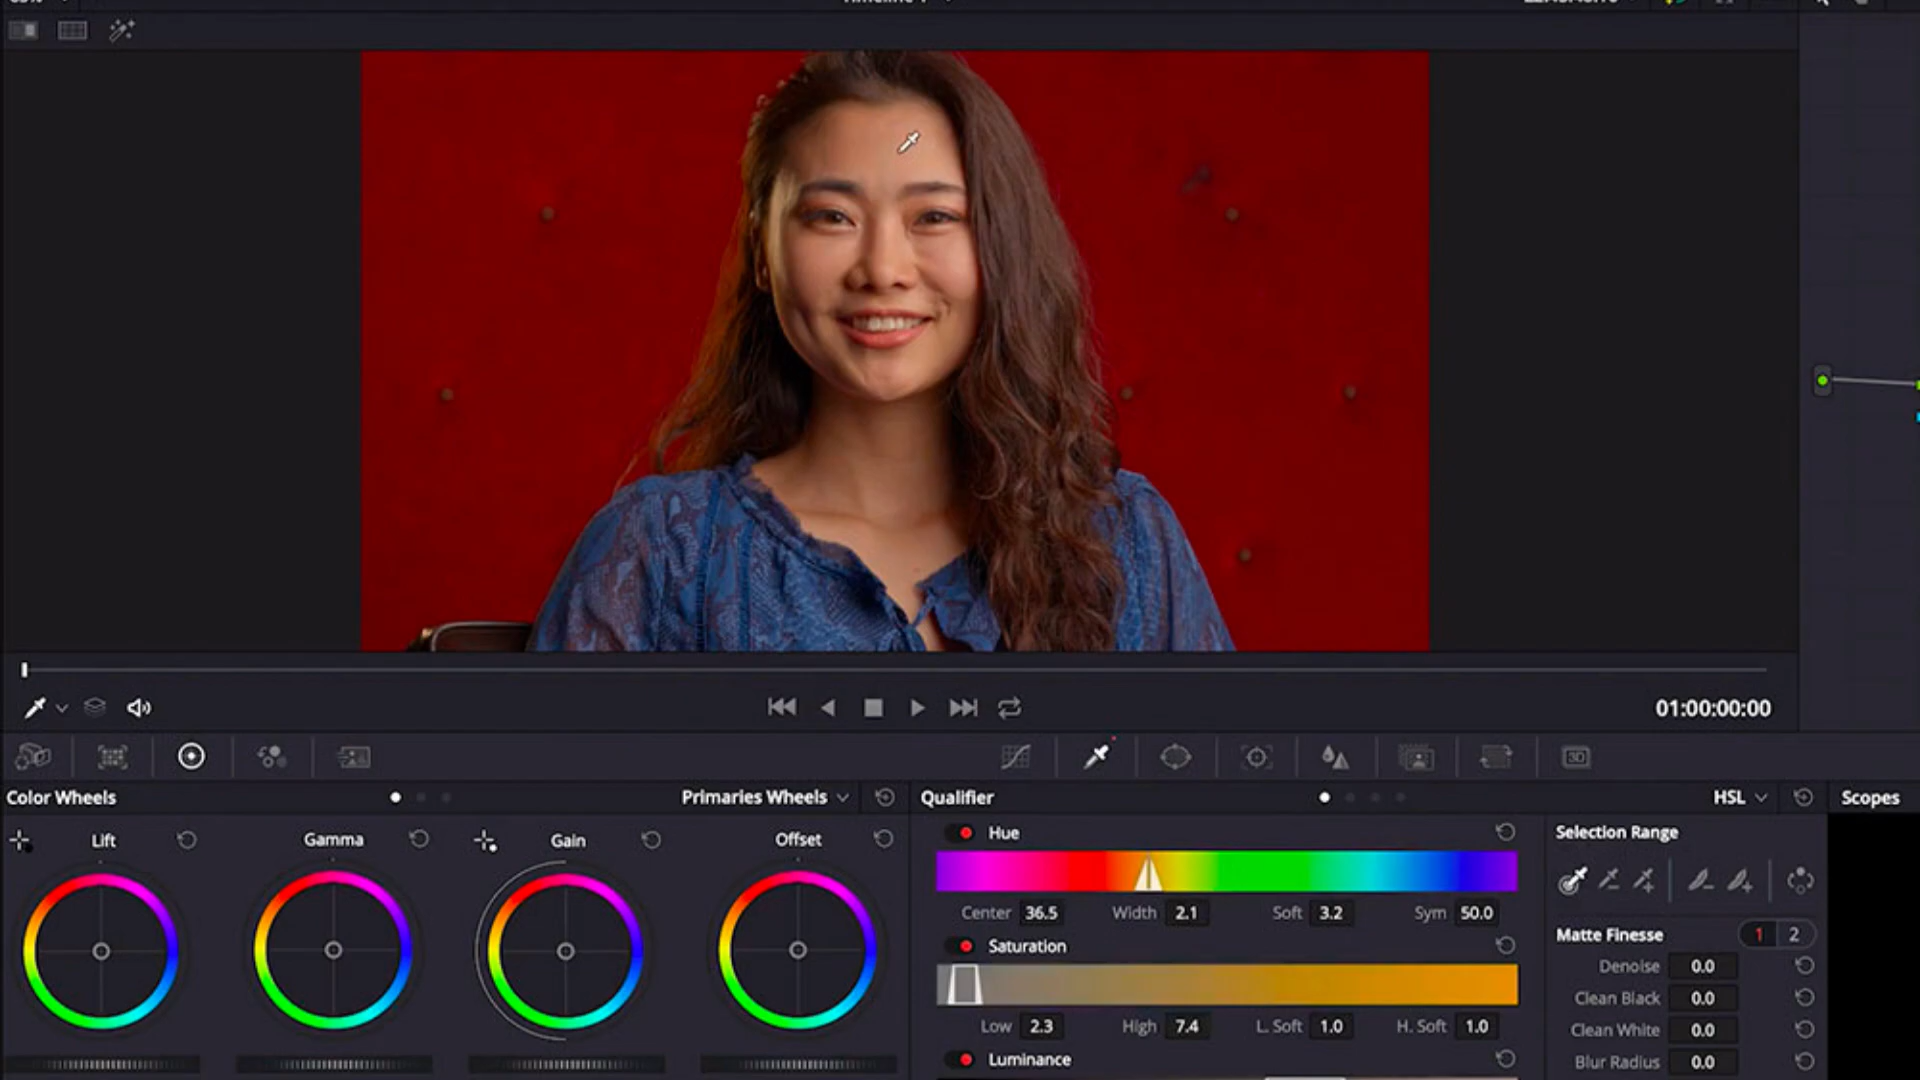 Timeline 1
01:00:00:00
Color Wheels
Primaries Wheels
Qualifier
HSL
Scopes
Lift
Gamma
Gain
Offset
Hue
Center 36.5 Width 2.1 Soft 3.2 Sym 50.0
Saturation
Low 2.3 High 7.4 L. Soft 1.0 H. Soft 1.0
Luminance
Selection Range
3D
Matte Finesse 1 2
Denoise 0.0
Clean Black 0.0
Clean White 0.0
Blur Radius 0.0